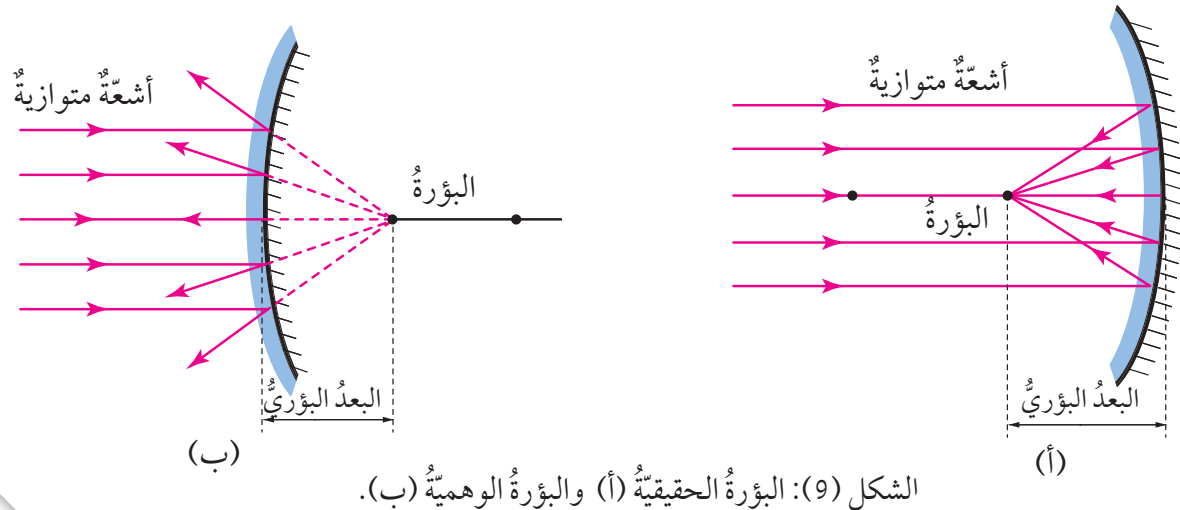 أشعّةٌ متوازيةٌ
البؤرةُ
البعدُ البؤريُّ
(أ)
أشعّةٌ متوازيةٌ
البؤرةُ
البعدُ البؤريُّ
(ب)
الشكل (9): البؤرةُ الحقيقيّةُ (أ) والبؤرةُ الوهميّةُ (ب).